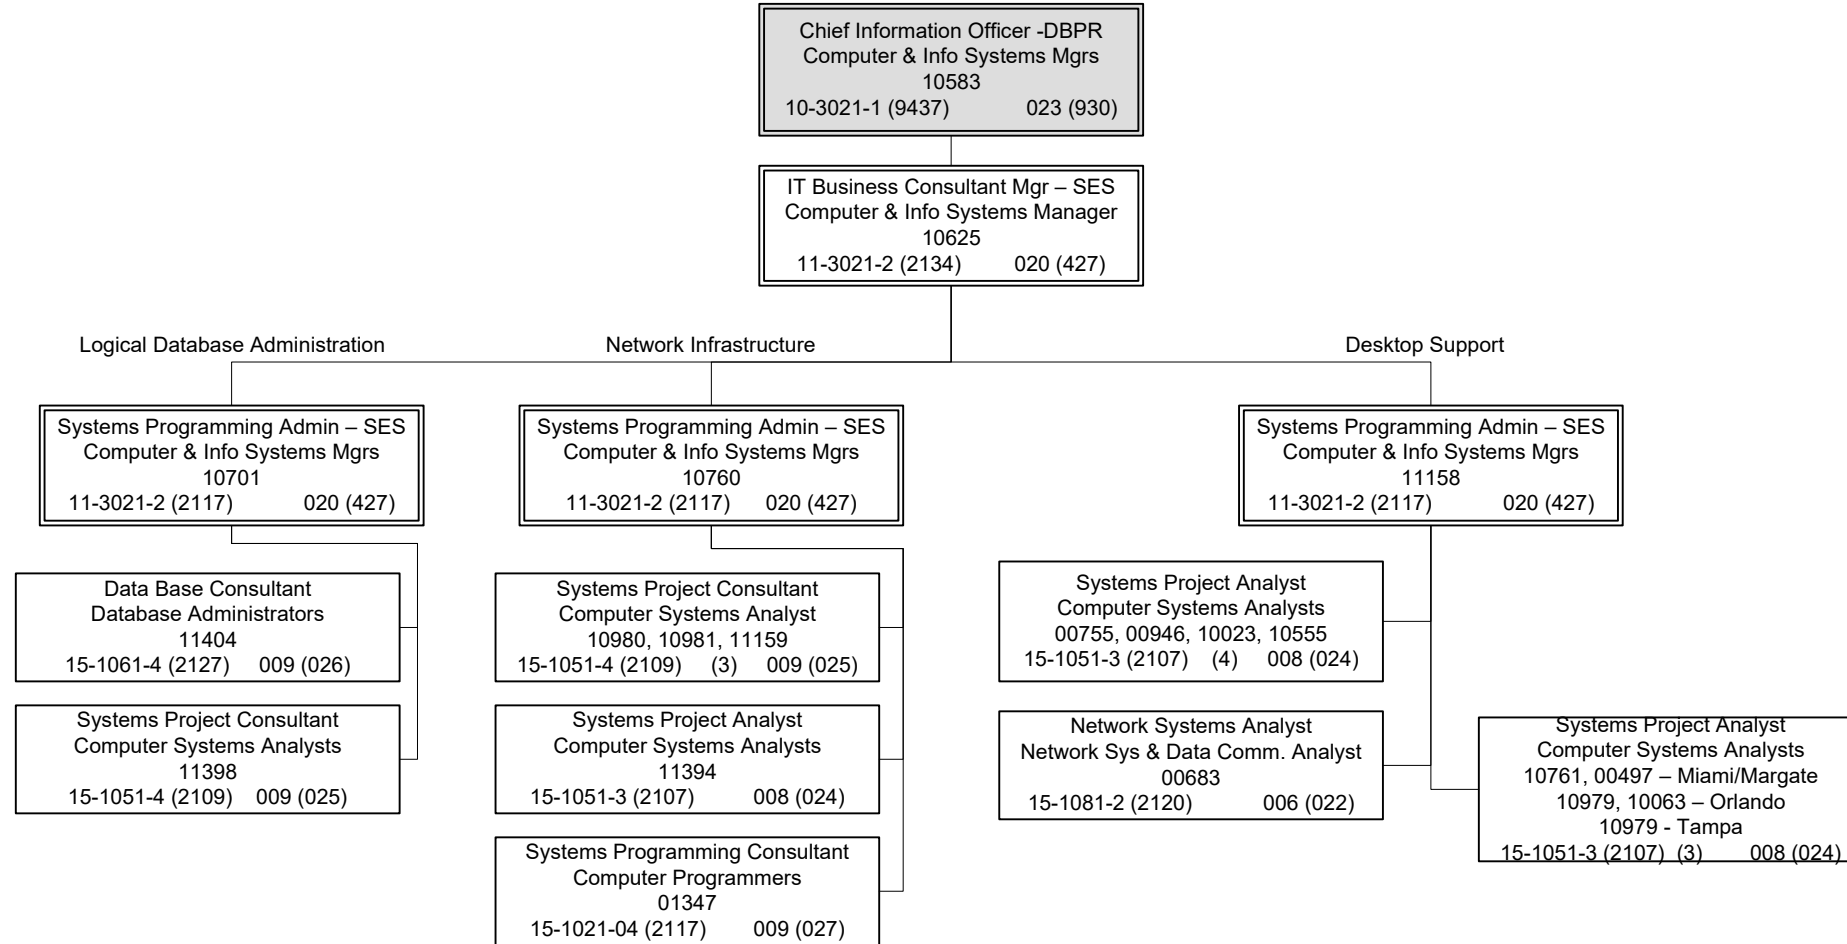 Chief Information Officer -DBPR
Computer & Info Systems Mgrs
10583
10-3021-1 (9437) 023 (930)
IT Business Consultant Mgr – SES
Computer & Info Systems Manager
10625
11-3021-2 (2134) 020 (427)
Logical Database Administration
Network Infrastructure
Desktop Support
Systems Programming Admin – SES
Computer & Info Systems Mgrs
10701
11-3021-2 (2117) 020 (427)
Systems Programming Admin – SES
Computer & Info Systems Mgrs
10760
11-3021-2 (2117) 020 (427)
Systems Programming Admin – SES
Computer & Info Systems Mgrs
11158
11-3021-2 (2117) 020 (427)
Data Base Consultant
Database Administrators
11404
15-1061-4 (2127) 009 (026)
Systems Project Consultant
Computer Systems Analysts
11398
15-1051-4 (2109) 009 (025)
Systems Project Consultant
Computer Systems Analyst
10980, 10981, 11159
15-1051-4 (2109) (3) 009 (025)
Systems Project Analyst
Computer Systems Analysts
11394
15-1051-3 (2107) 008 (024)
Systems Programming Consultant
Computer Programmers
01347
15-1021-04 (2117) 009 (027)
Systems Project Analyst
Computer Systems Analysts
00755, 00946, 10023, 10555
15-1051-3 (2107) (4) 008 (024)
Network Systems Analyst
Network Sys & Data Comm. Analyst
00683
15-1081-2 (2120) 006 (022)
Systems Project Analyst
Computer Systems Analysts
10761, 00497 – Miami/Margate
10979, 10063 – Orlando
10979 - Tampa
15-1051-3 (2107) (3) 008 (024)